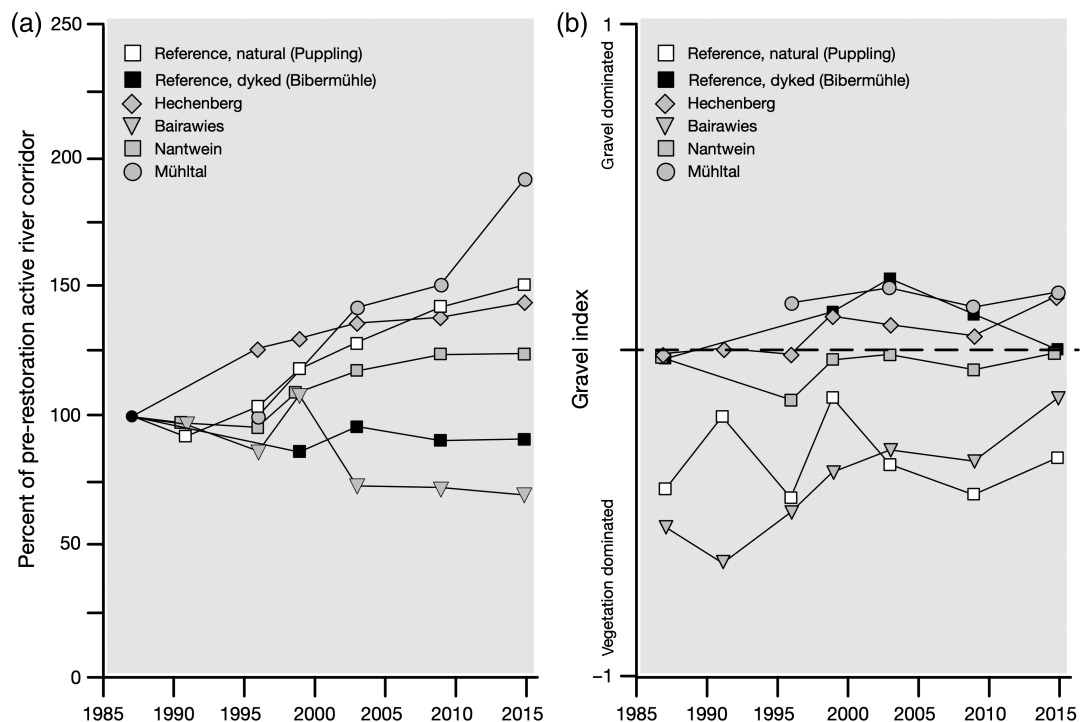 (a)
Percent of pre-restoration active river corridor
250
200
150
100
50
0
Reference, natural (Puppling)
Reference, dyked (Bibermühle)
Hechenberg
Bairawies
Nantwein
Mühltal
1985 1990 1995 2000 2005 2010 2015
(b)
Gravel index
1
−1
Gravel dominated
Vegetation dominated
Reference, natural (Puppling)
Reference, dyked (Bibermühle)
Hechenberg
Bairawies
Nantwein
Mühltal
1985 1990 1995 2000 2005 2010 2015